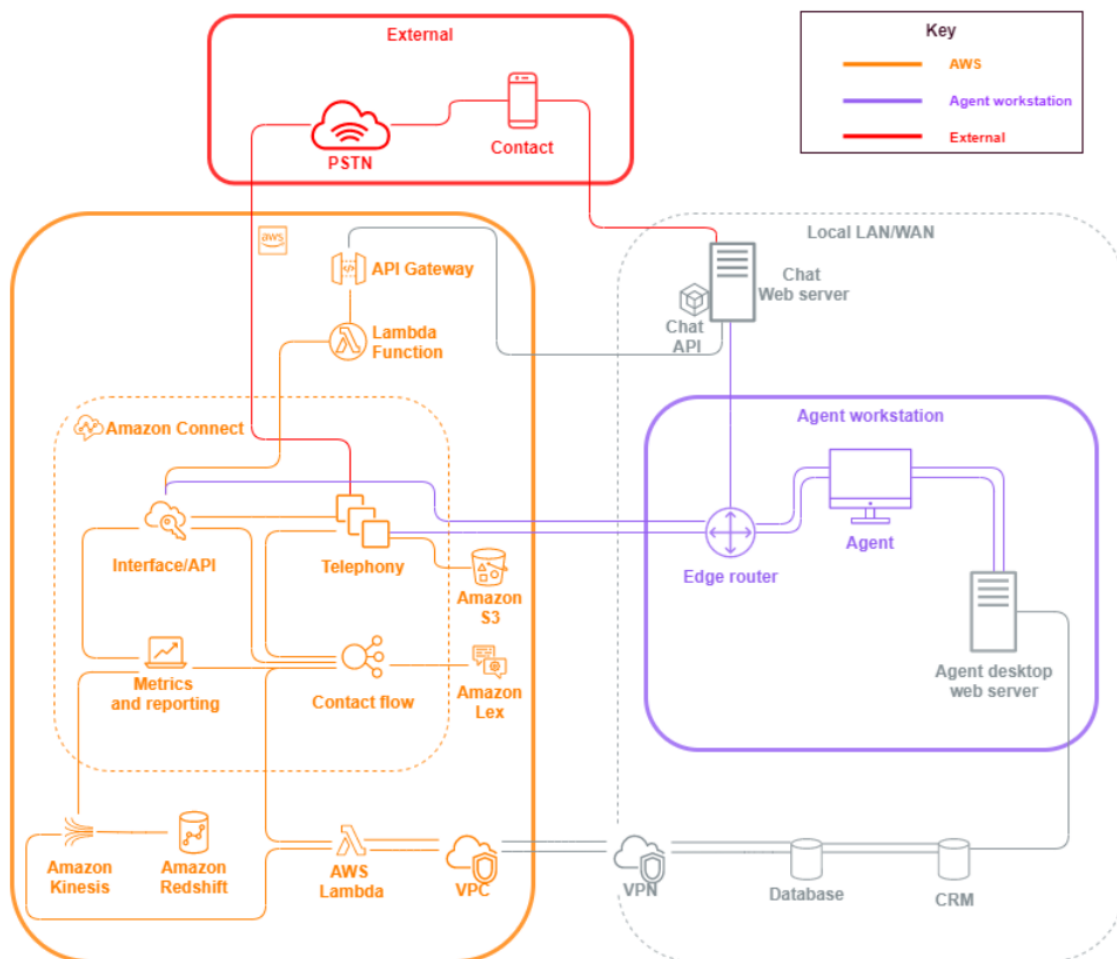 External
PSTN
Contact
Key
AWS
Agent workstation
External
aws
API Gateway
Lambda
Function
Amazon Connect
Interface/API
Telephony
Amazon
S3
Metrics
and reporting
Contact flow
Amazon
Lex
Amazon
Kinesis
Amazon
Redshift
AWS
Lambda
VPC
Local LAN/WAN
Chat
Web server
Chat
API
Agent workstation
Edge router
Agent
Agent desktop
web server
VPN
Database
CRM